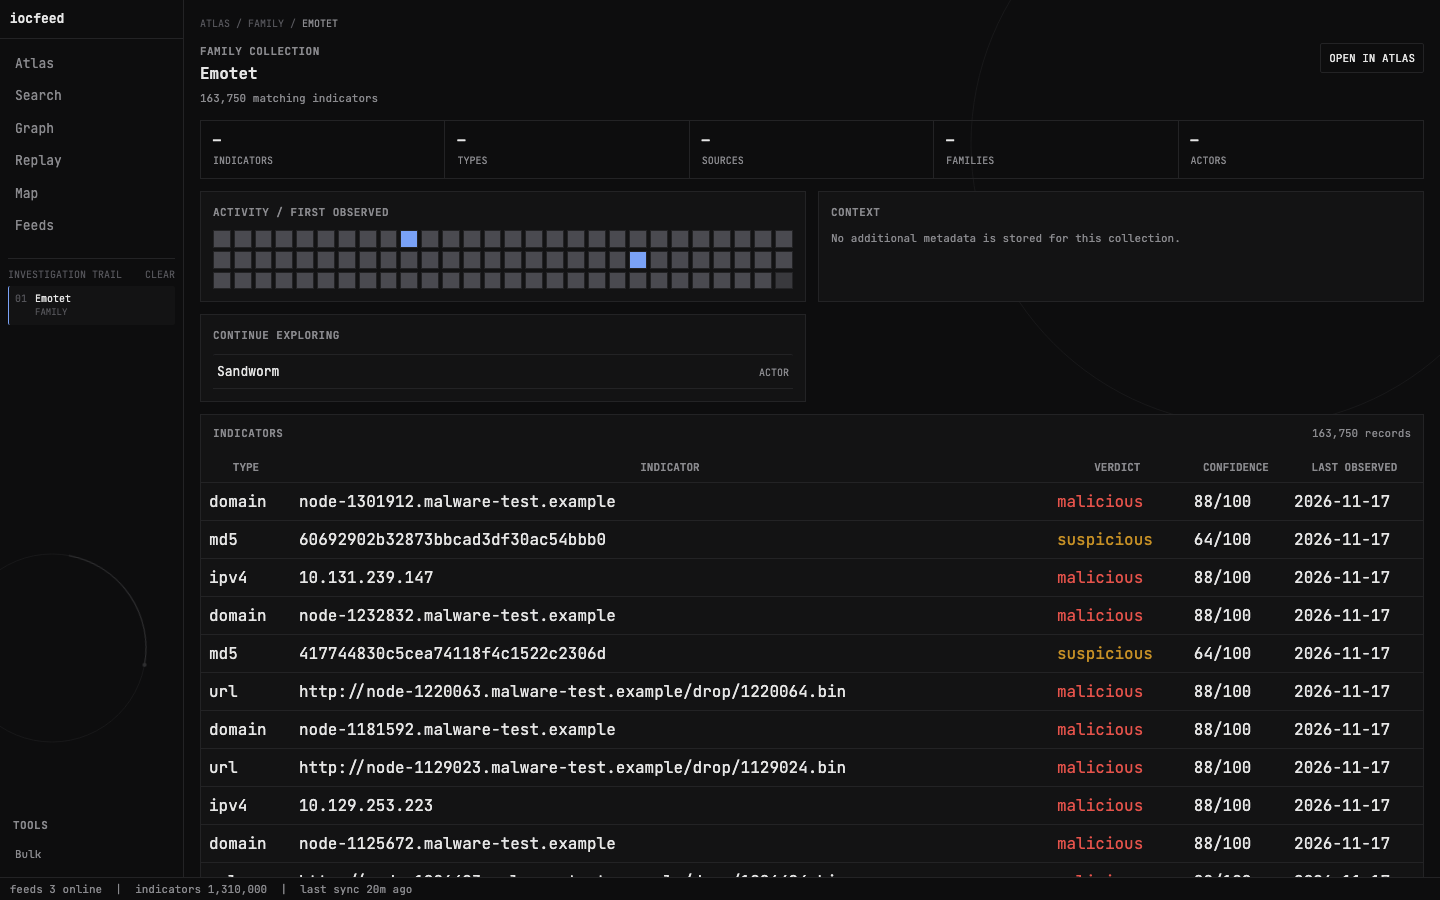 iocfeed
Atlas
Search
Graph
Replay
Map
Feeds
INVESTIGATION TRAIL CLEAR
01 Emotet
FAMILY
TOOLS
Bulk
ATLAS / FAMILY / EMOTET
FAMILY COLLECTION
Emotet
163,750 matching indicators
OPEN IN ATLAS
— — — — —
INDICATORS TYPES SOURCES FAMILIES ACTORS
ACTIVITY / FIRST OBSERVED
CONTEXT
No additional metadata is stored for this collection.
CONTINUE EXPLORING
Sandworm ACTOR
INDICATORS 163,750 records
TYPE INDICATOR VERDICT CONFIDENCE LAST OBSERVED
domain node-1301912.malware-test.example malicious 88/100 2026-11-17
md5 60692902b32873bbcad3df30ac54bbb0 suspicious 64/100 2026-11-17
ipv4 10.131.239.147 malicious 88/100 2026-11-17
domain node-1232832.malware-test.example malicious 88/100 2026-11-17
md5 417744830c5cea74118f4c1522c2306d suspicious 64/100 2026-11-17
url http://node-1220063.malware-test.example/drop/1220064.bin malicious 88/100 2026-11-17
domain node-1181592.malware-test.example malicious 88/100 2026-11-17
url http://node-1129023.malware-test.example/drop/1129024.bin malicious 88/100 2026-11-17
ipv4 10.129.253.223 malicious 88/100 2026-11-17
domain node-1125672.malware-test.example malicious 88/100 2026-11-17
feeds 3 online | indicators 1,310,000 | last sync 20m ago